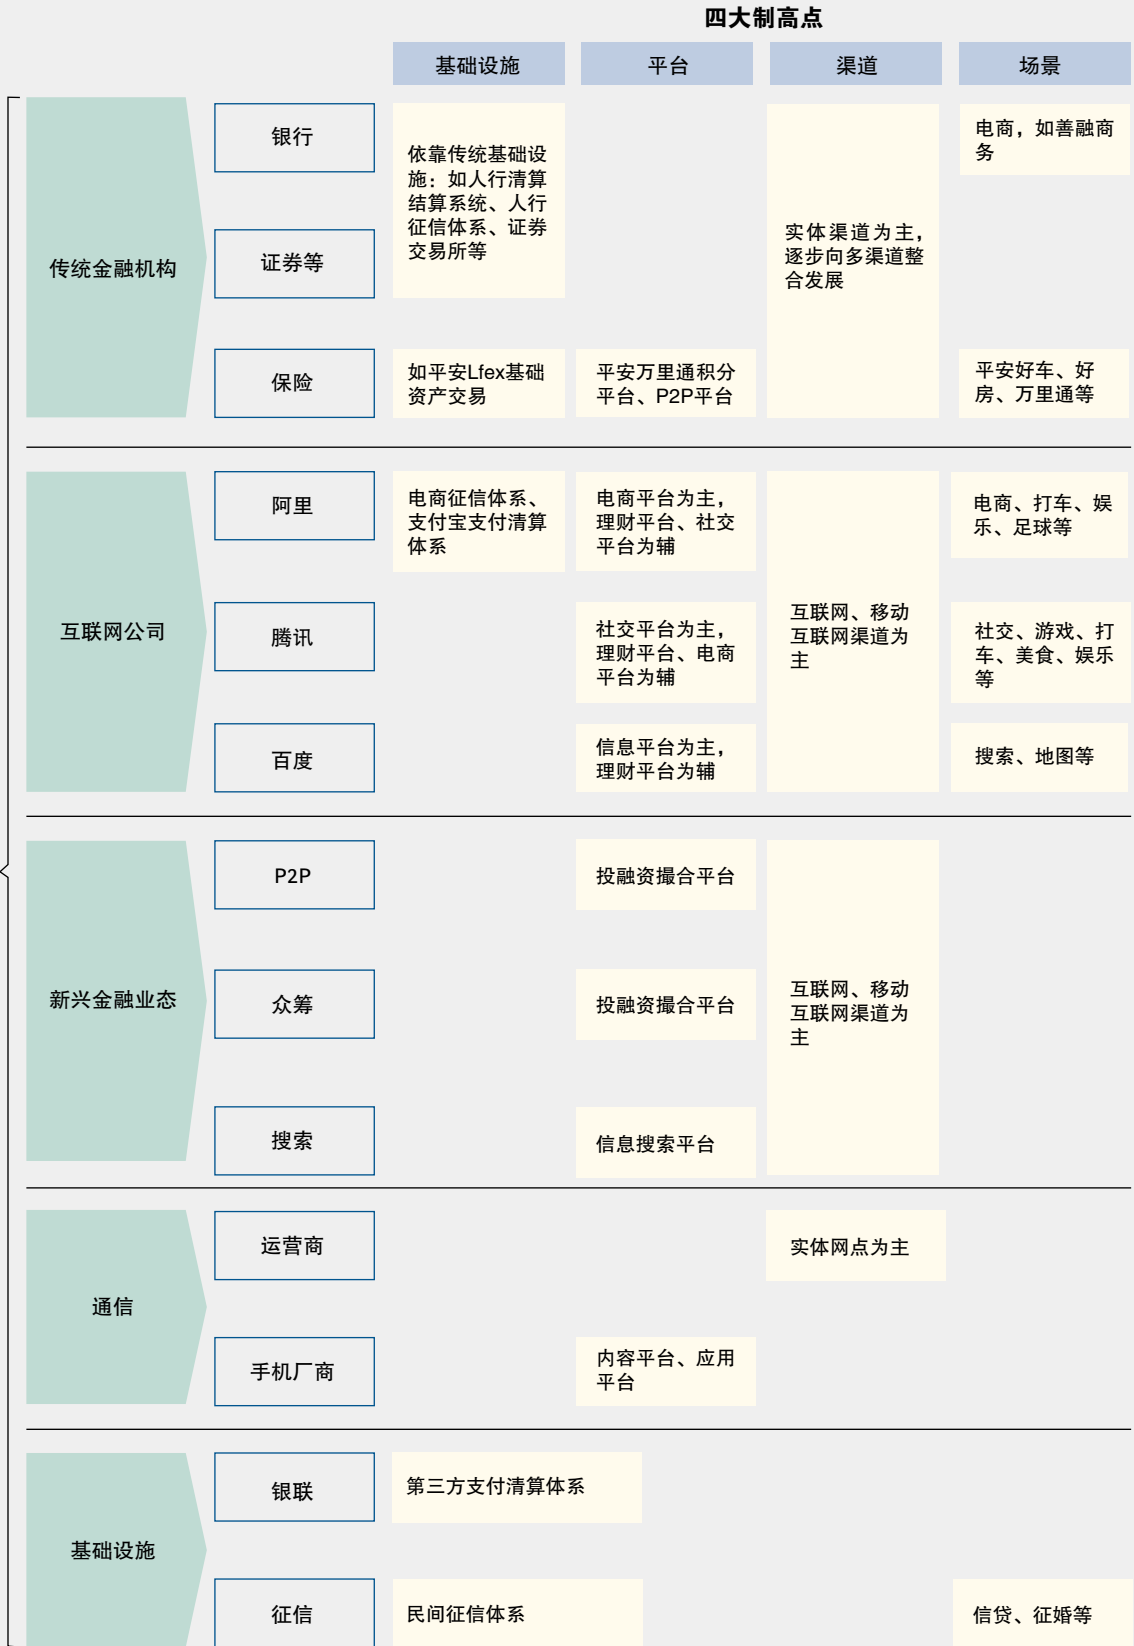 四大制高点
基础设施
平台
渠道
场景
传统金融机构
银行
依靠传统基础设
施：如人行清算
结算系统、人行
征信体系、证券
交易所等
实体渠道为主，
逐步向多渠道整
合发展
电商，如善融商
务
证券等
保险
如平安Lfex基础
资产交易
平安万里通积分
平台、P2P平台
平安好车、好
房、万里通等
互联网公司
阿里
电商征信体系、
支付宝支付清算
体系
电商平台为主，
理财平台、社交
平台为辅
互联网、移动
互联网渠道为
主
电商、打车、娱
乐、足球等
腾讯
社交平台为主，
理财平台、电商
平台为辅
社交、游戏、打
车、美食、娱乐
等
百度
信息平台为主，
理财平台为辅
搜索、地图等
新兴金融业态
P2P
投融资撮合平台
互联网、移动
互联网渠道为
主
众筹
投融资撮合平台
搜索
信息搜索平台
通信
运营商
实体网点为主
手机厂商
内容平台、应用
平台
基础设施
银联
第三方支付清算体系
征信
民间征信体系
信贷、征婚等